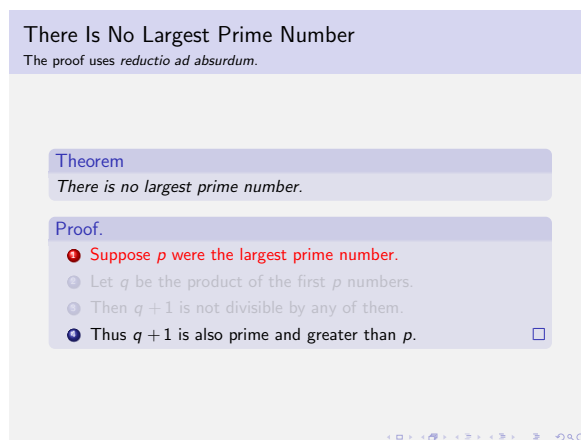 There Is No Largest Prime Number
The proof uses reductio ad absurdum.
Theorem
There is no largest prime number.
Proof.
1 Suppose p were the largest prime number.
2 Let q be the product of the first p numbers.
3 Then q + 1 is not divisible by any of them.
4 Thus q + 1 is also prime and greater than p.